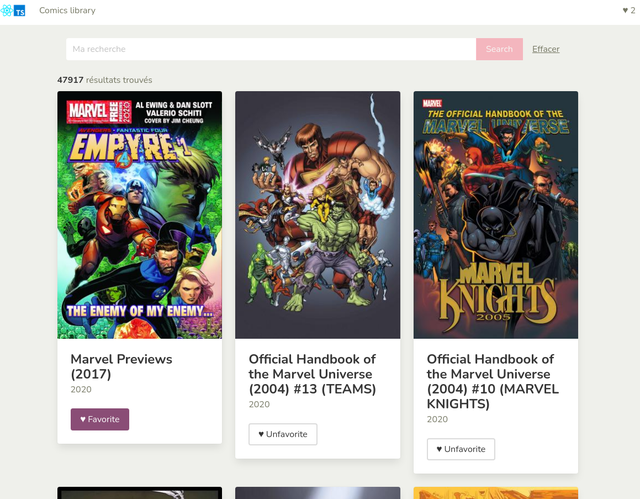 TS Comics library ♥ 2
Ma recherche Search Effacer
47917 résultats trouvés
MARVEL FREE PREVIEWS
AL EWING & DAN SLOTT
VALERIO SCHITI
COVER BY JIM CHEUNG
AVENGERS • FANTASTIC FOUR
EMPYRE
THE ENEMY OF MY ENEMY...
MARVEL
THE OFFICIAL HANDBOOK OF THE
MARVEL UNIVERSE
MARVEL
KNIGHTS
2005
Marvel Previews
(2017)
2020
♥ Favorite
Official Handbook of
the Marvel Universe
(2004) #13 (TEAMS)
2020
♥ Unfavorite
Official Handbook of
the Marvel Universe
(2004) #10 (MARVEL
KNIGHTS)
2020
♥ Unfavorite